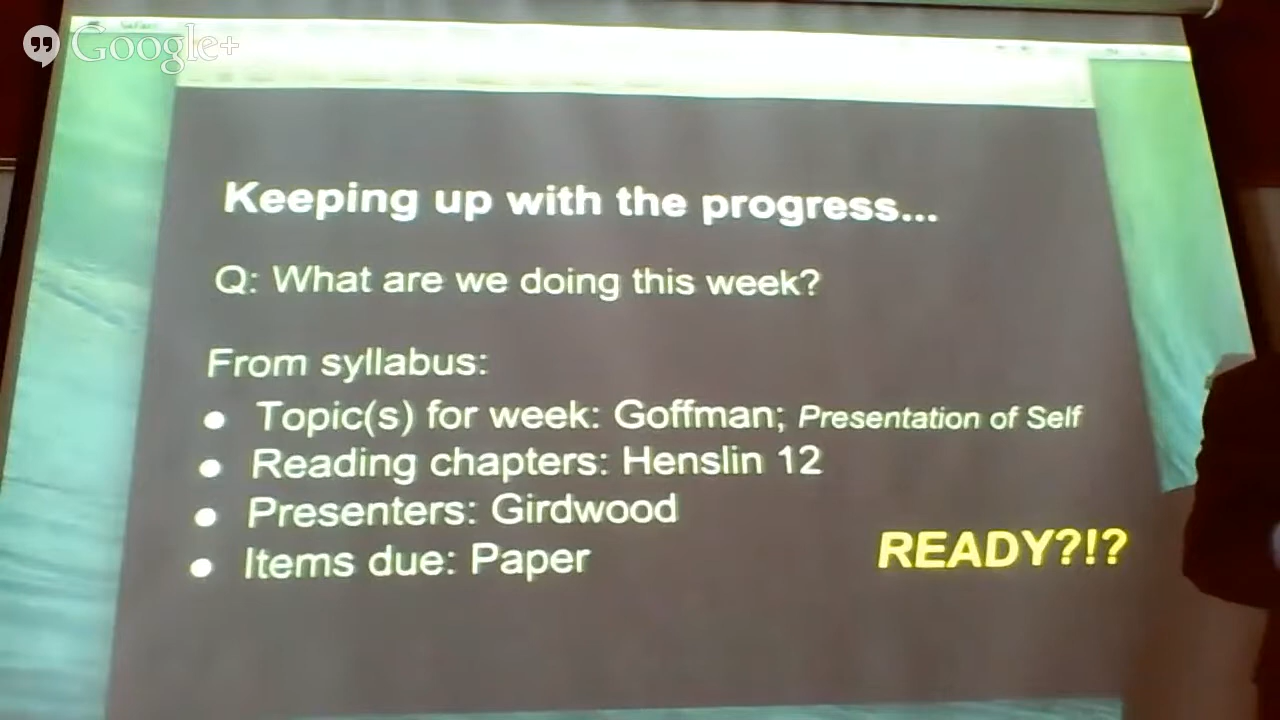 Google+
Keeping up with the progress...
Q: What are we doing this week?
From syllabus:
● Topic(s) for week: Goffman; Presentation of Self
● Reading chapters: Henslin 12
● Presenters: Girdwood
● Items due: Paper
READY?!?